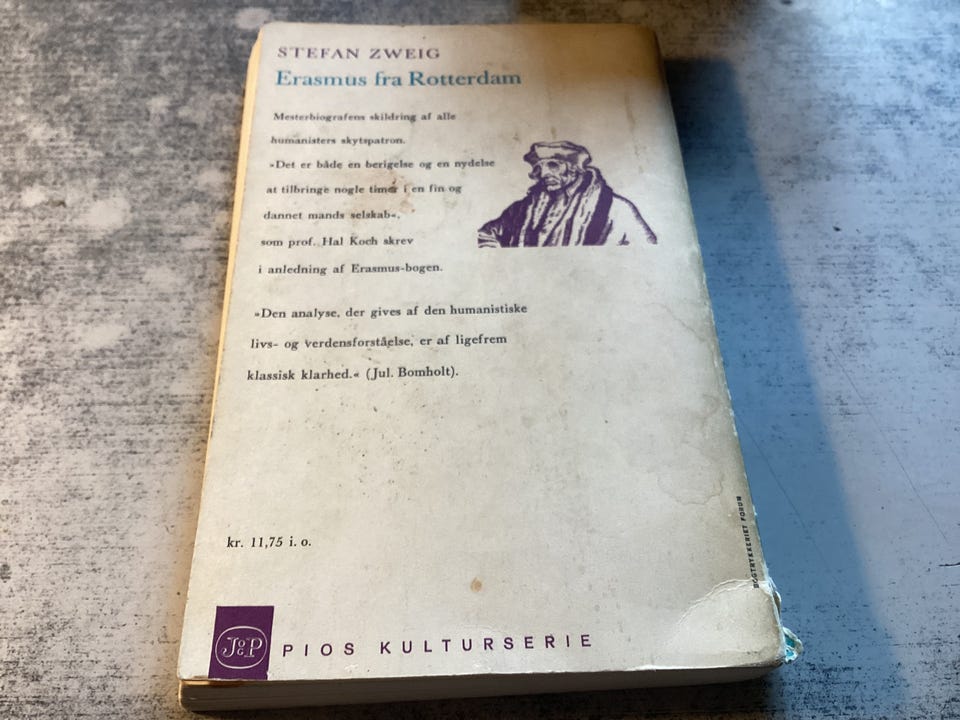 STEFAN ZWEIG
Erasmus fra Rotterdam
Mesterbiografens skildring af alle
humanisters skytspatron.
»Det er både en berigelse og en nydelse
at tilbringe nogle timer i en fin og
dannet mands selskab«,
som prof. Hal Koch skrev
i anledning af Erasmus-bogen.
»Den analyse, der gives af den humanistiske
livs- og verdensforståelse, er af ligefrem
klassisk klarhed.« (Jul. Bomholt).
kr. 11,75 i. o.
BOGTRYKKERIET FORUM
J OG P
PIOS KULTURSERIE